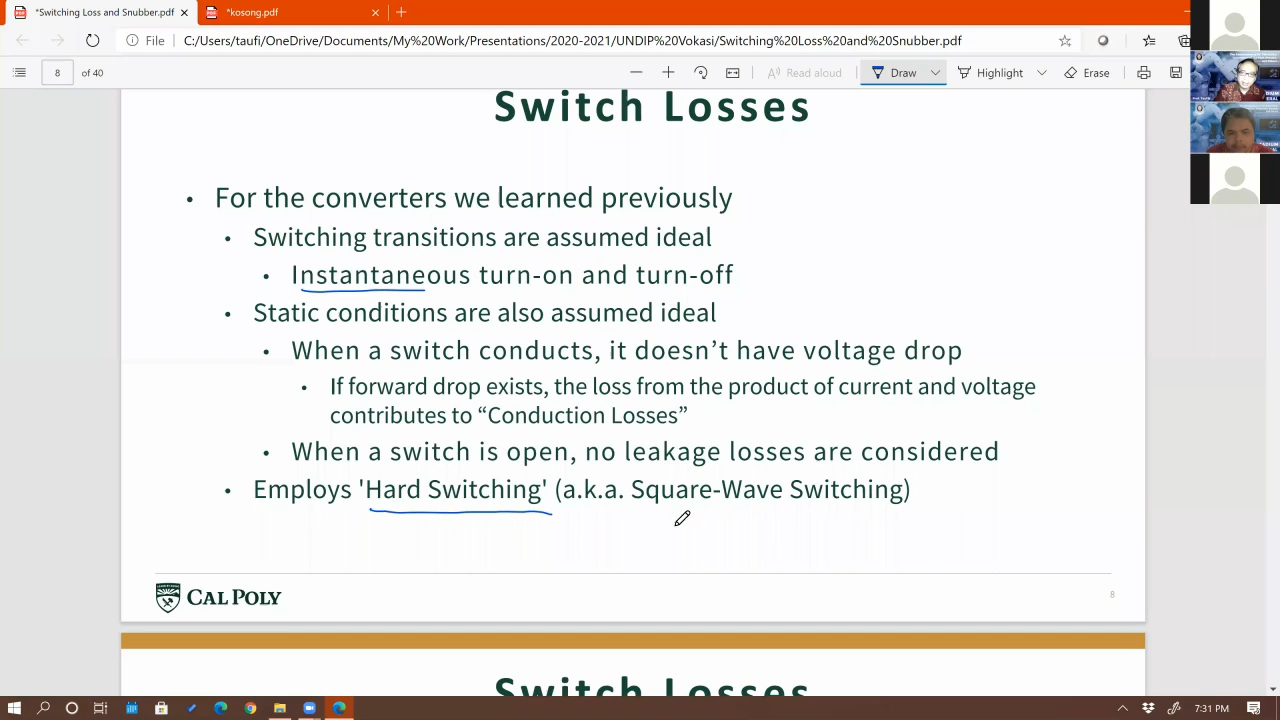 *Switching Loss and Snubber.pdf
*kosong.pdf
File
C:/Users/taufi/OneDrive/Documents/My%20Work/Presentations/2020-2021/UNDIP%20Vokasi/Switching%20Loss%20and%20Snubber.pdf
8 of 40
Read aloud
Draw
Highlight
Erase
Switch Losses
• For the converters we learned previously
• Switching transitions are assumed ideal
• Instantaneous turn-on and turn-off
• Static conditions are also assumed ideal
• When a switch conducts, it doesn’t have voltage drop
• If forward drop exists, the loss from the product of current and voltage
contributes to “Conduction Losses”
• When a switch is open, no leakage losses are considered
• Employs 'Hard Switching' (a.k.a. Square-Wave Switching)
CAL POLY
8
Switch Losses
7:31 PM